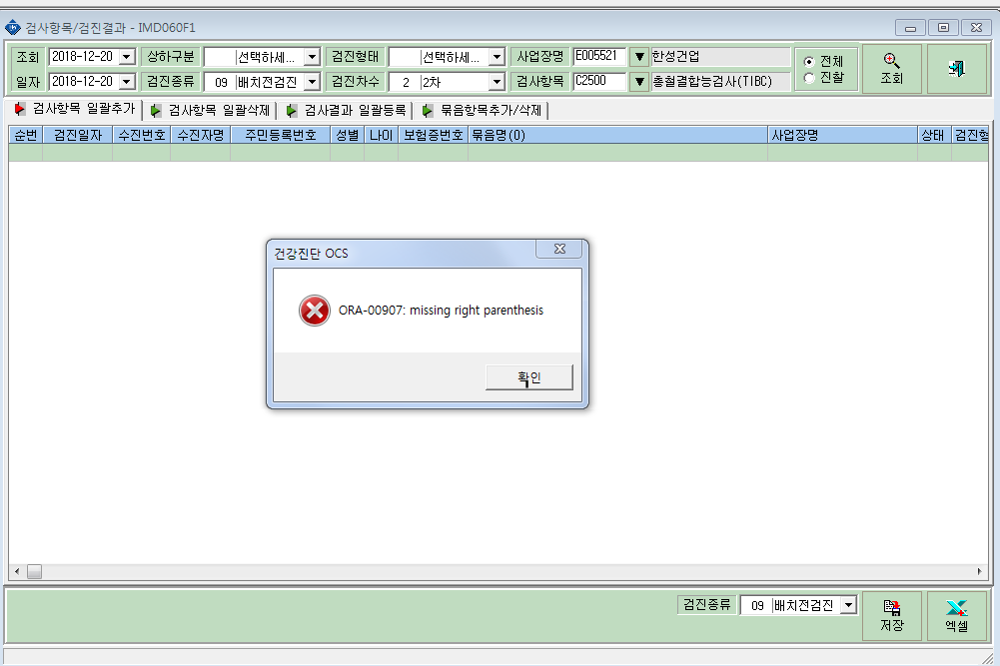 검사항목/검진결과 - IMD060F1
조회 2018-12-20 상하구분 |선택하세... 검진형태 |선택하세... 사업장명 E005521 한성건업 전체 조회
일자 2018-12-20 검진종류 09 |배치전검진 검진차수 2 |2차 검사항목 C2500 총철결합능검사(TIBC) 진찰
검사항목 일괄추가 검사항목 일괄삭제 검사결과 일괄등록 묶음항목추가/삭제
순번 검진일자 수진번호 수진자명 주민등록번호 성별 나이 보험증번호 묶음명(0) 사업장명 상태 검진형
건강진단 OCS
ORA-00907: missing right parenthesis
확인
검진종류 09 |배치전검진 저장 엑셀